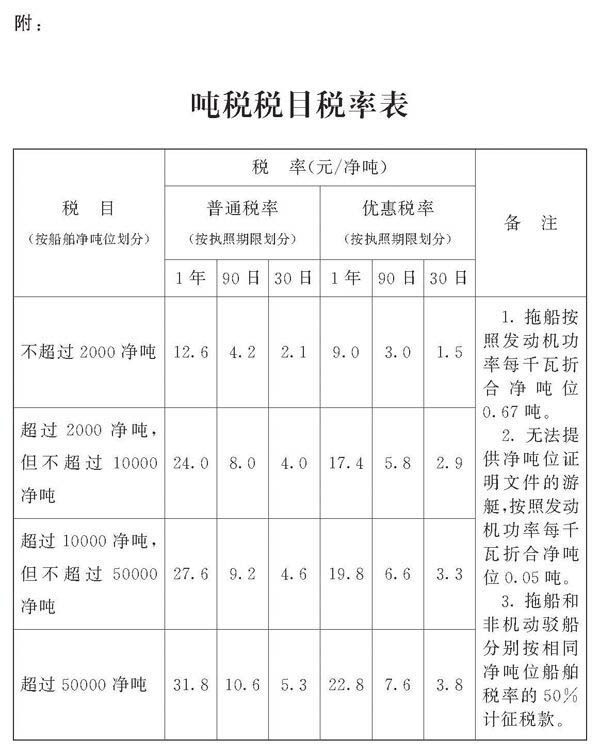 附：
吨税税目税率表
税　目
（按船舶净吨位划分）
税　率(元/净吨)
普通税率
（按执照期限划分）
优惠税率
（按执照期限划分）
备　注
1年 90日 30日 1年 90日 30日
不超过2000净吨 12.6 4.2 2.1 9.0 3.0 1.5
超过2000净吨，
但不超过10000
净吨
24.0 8.0 4.0 17.4 5.8 2.9
超过10000净吨，
但不超过50000
净吨
27.6 9.2 4.6 19.8 6.6 3.3
超过50000净吨 31.8 10.6 5.3 22.8 7.6 3.8
1. 拖船按
照发动机功
率每千瓦折
合净吨位
0.67吨。
2. 无法提
供净吨位证
明文件的游
艇,按照发动
机功率每千
瓦折合净吨
位0.05吨。
3. 拖船和
非机动驳船
分别按相同
净吨位船舶
税率的50%
计征税款。